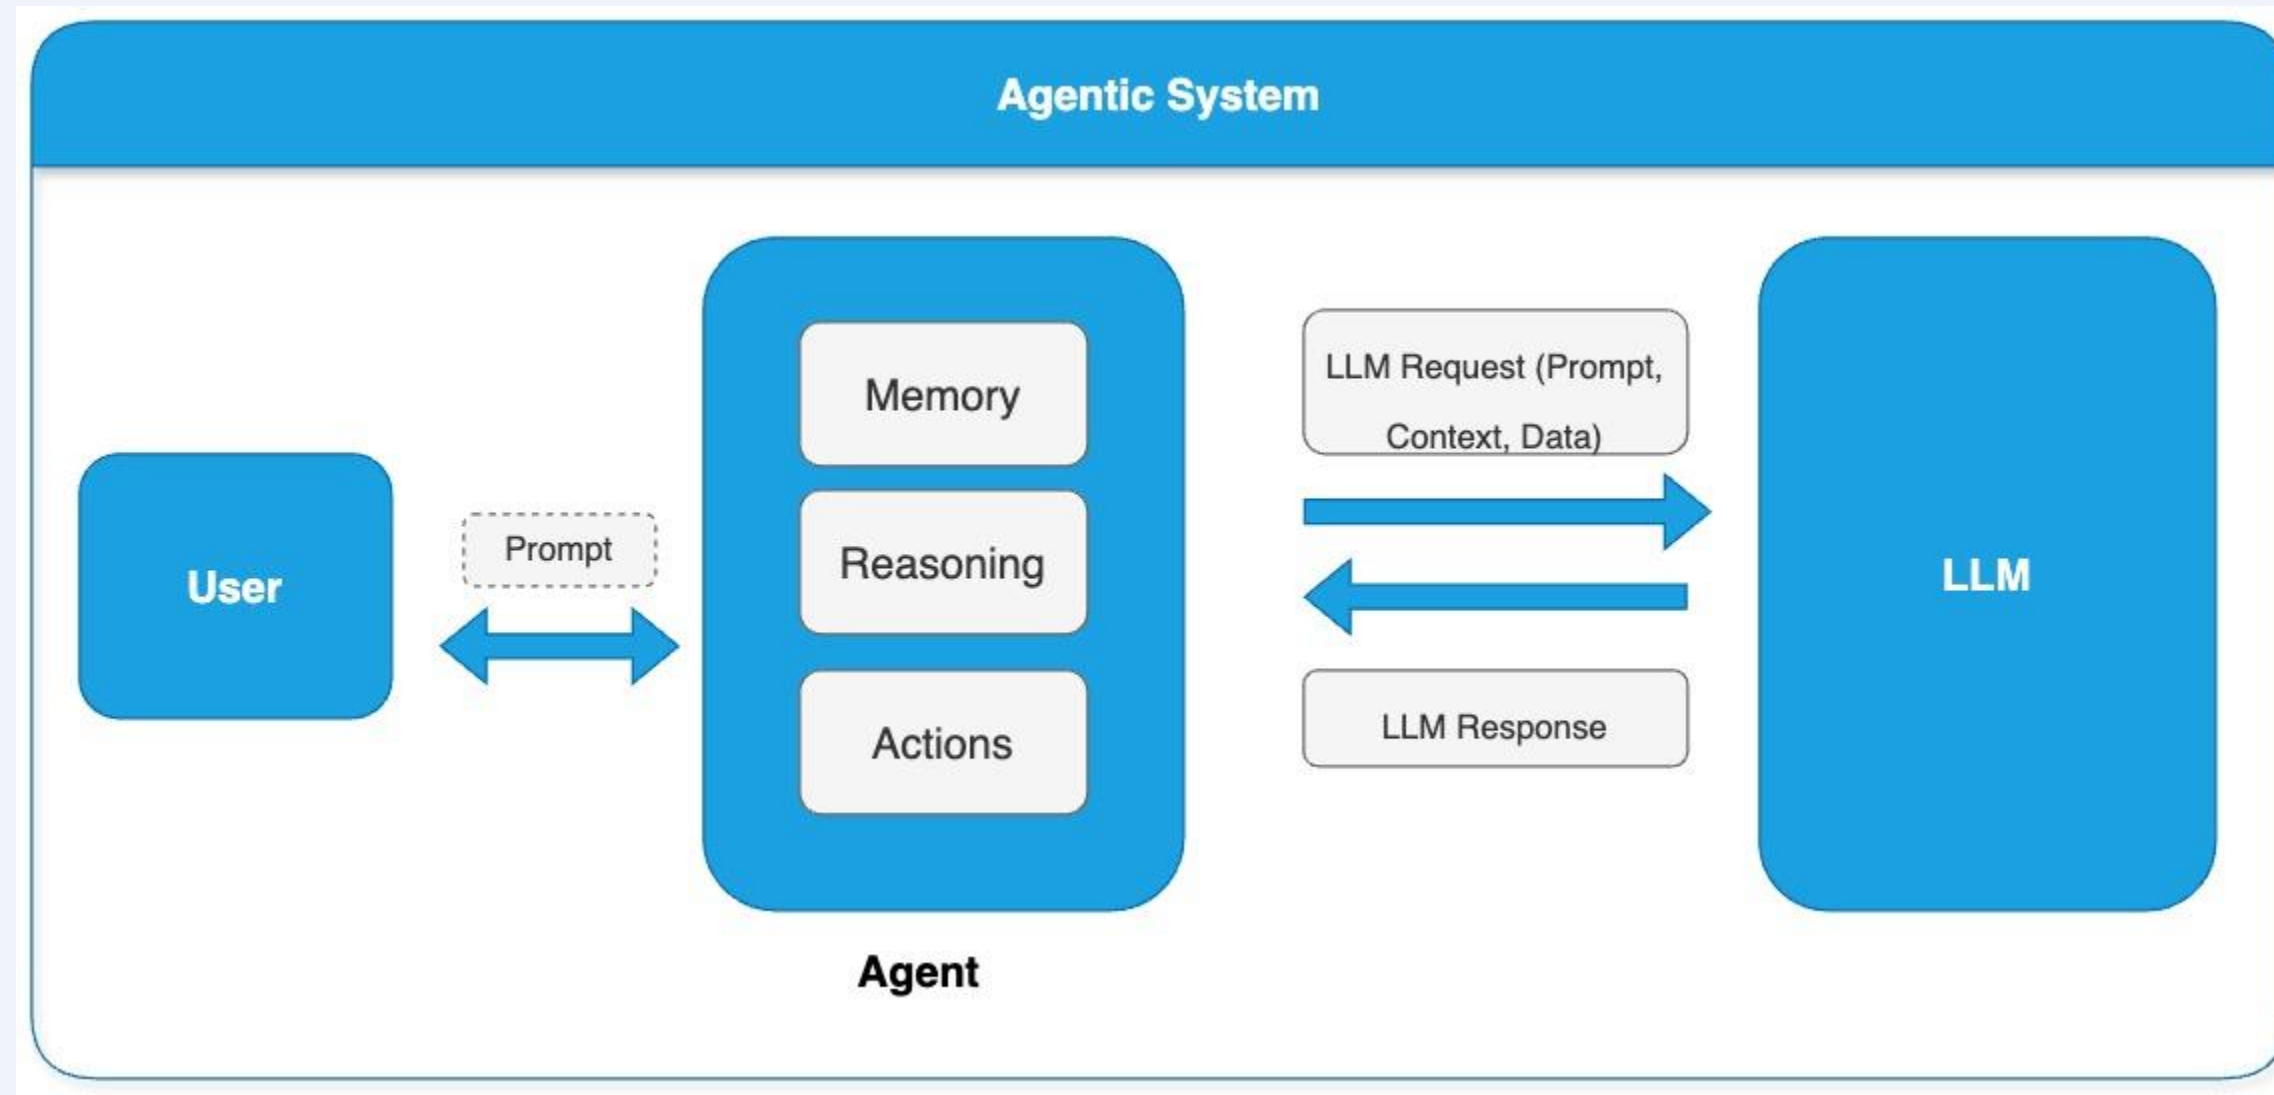 Agentic System
User
Prompt
Memory
Reasoning
Actions
Agent
LLM Request (Prompt,
Context, Data)
LLM Response
LLM